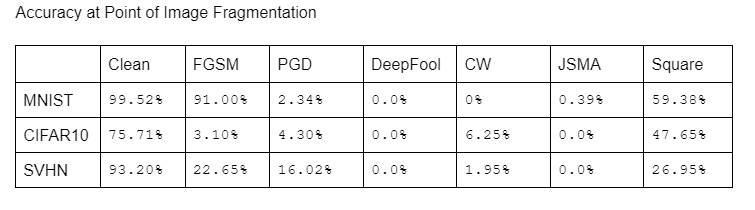 Accuracy at Point of Image Fragmentation
Clean FGSM PGD DeepFool CW JSMA Square
MNIST 99.52% 91.00% 2.34% 0.0% 0% 0.39% 59.38%
CIFAR10 75.71% 3.10% 4.30% 0.0% 6.25% 0.0% 47.65%
SVHN 93.20% 22.65% 16.02% 0.0% 1.95% 0.0% 26.95%